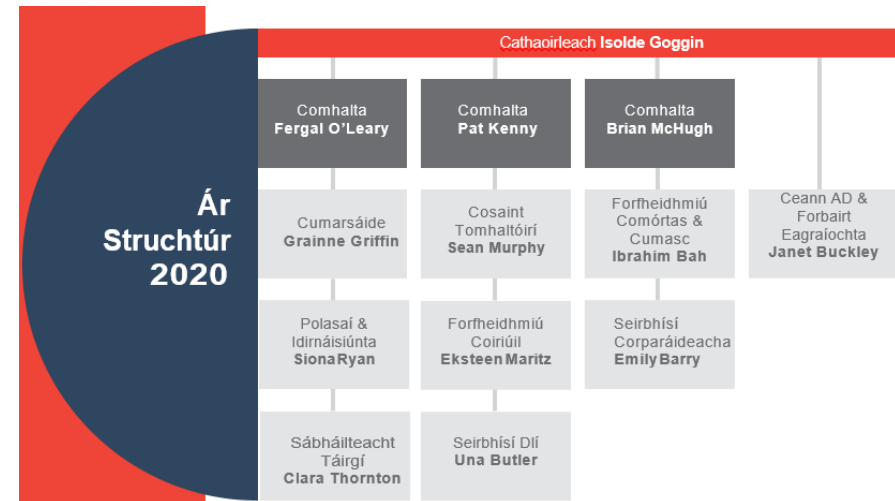 Cathaoirleach Isolde Goggin
Ár
Struchtúr
2020
Comhalta
Fergal O'Leary
Comhalta
Pat Kenny
Comhalta
Brian McHugh
Cumarsáide
Grainne Griffin
Cosaint
Tomhaltóirí
Sean Murphy
Forfheidhmiú
Comórtas &
Cumasc
Ibrahim Bah
Ceann AD &
Forbairt
Eagraíochta
Janet Buckley
Polasaí &
Idirnáisiúnta
SionaRyan
Forfheidhmiú
Coiriúil
Eksteen Maritz
Seirbhísí
Corparáideacha
Emily Barry
Sábháilteacht
Táirgí
Clara Thornton
Seirbhísí Dlí
Una Butler